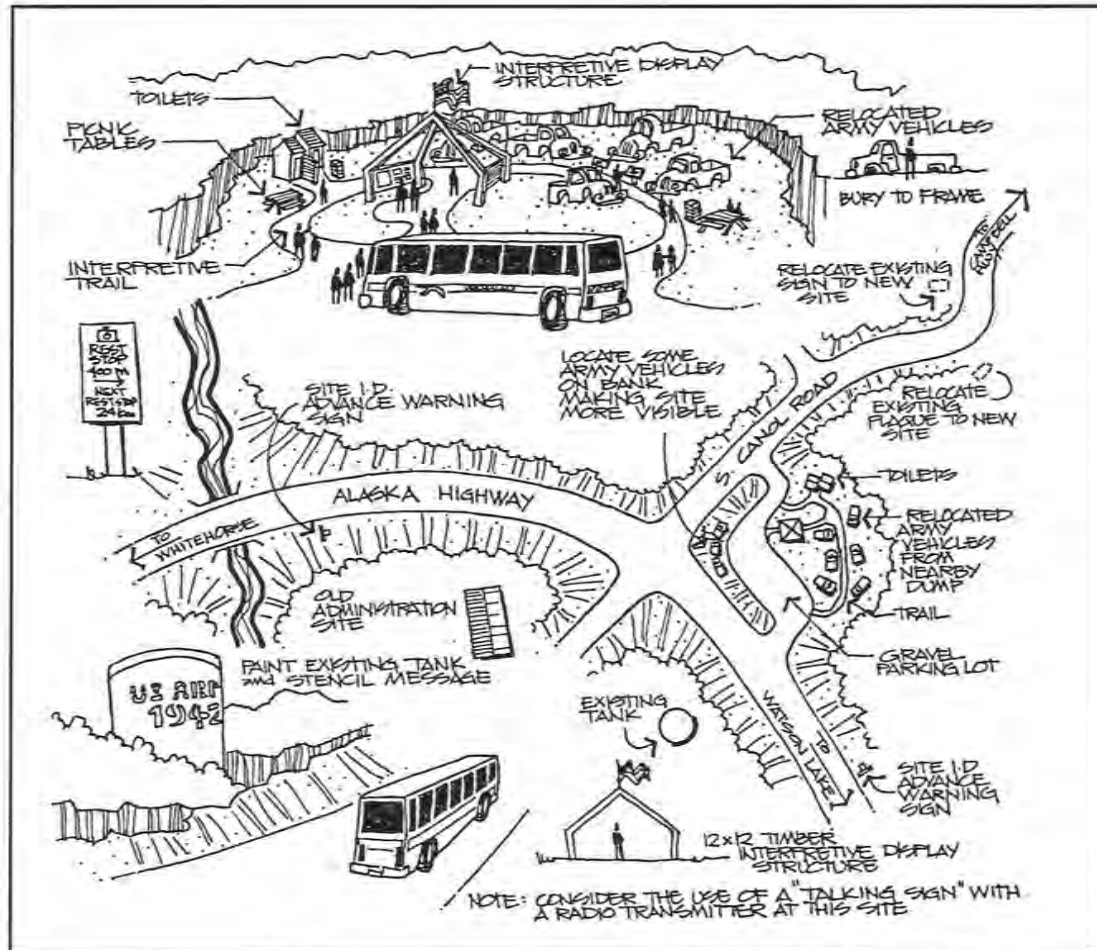 INTERPRETIVE DISPLAY
STRUCTURE
TOILETS
PICNIC
TABLES
RELOCATED
ARMY VEHICLES
BURY TO FRAME
INTERPRETIVE
TRAIL
RELOCATE EXISTING
SIGN TO NEW
SITE
REST
STOP
400 m
NEXT
REST STOP
24
SITE I.D.
ADVANCE WARNING
SIGN
LOCATE SOME
ARMY VEHICLES
ON BANK
MAKING SITE
MORE VISIBLE
S. CANOL ROAD
RELOCATE
EXISTING
PLAQUE TO NEW
SITE
TOILETS
ALASKA HIGHWAY
TO
WHITEHORSE
RELOCATED
ARMY
VEHICLES
FROM
NEARBY
DUMP
TRAIL
OLD
ADMINISTRATION
SITE
GRAVEL
PARKING LOT
PAINT EXISTING TANK
and STENCIL MESSAGE
US ARM
1942
EXISTING
TANK
TO
WATSON LAKE
SITE I.D.
ADVANCE
WARNING
SIGN
12x12 TIMBER
INTERPRETIVE DISPLAY
STRUCTURE
NOTE: CONSIDER THE USE OF A "TALKING SIGN" WITH
A RADIO TRANSMITTER AT THIS SITE